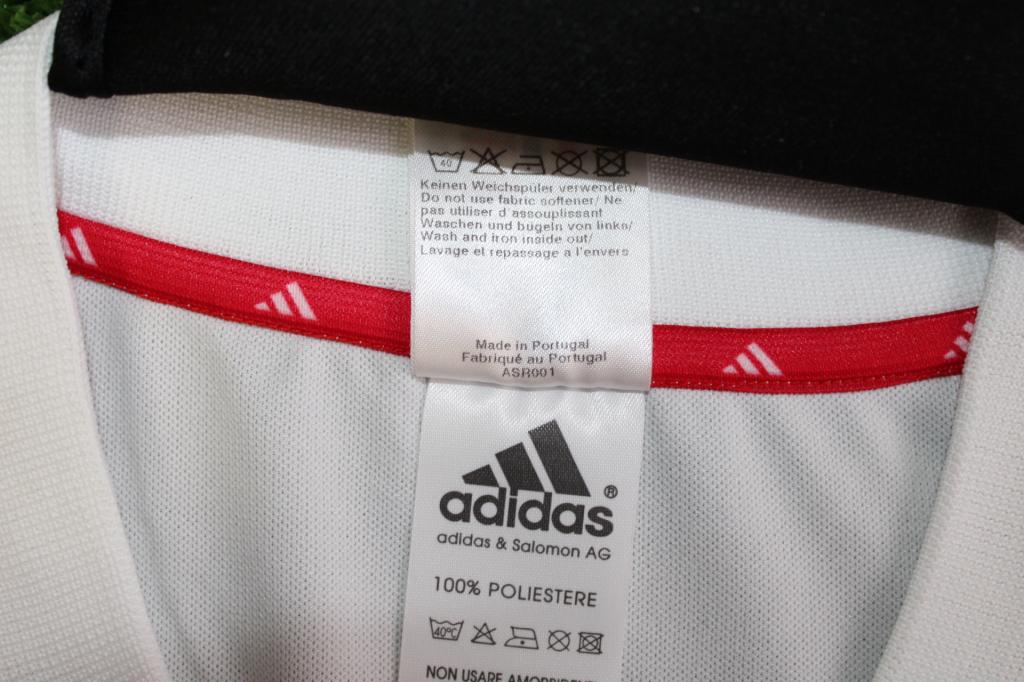 40
Keinen Weichspüler verwenden/
Do not use fabric softener/ Ne
pas utiliser d assouplissant
Waschen und bugeln von links/
Wash and iron inside out/
Lavage et repassage a l'envers
Made in Portugal
Fabriqué au Portugal
ASR001
adidas®
adidas & Salomon AG
100% POLIESTERE
40°C
NON USARE